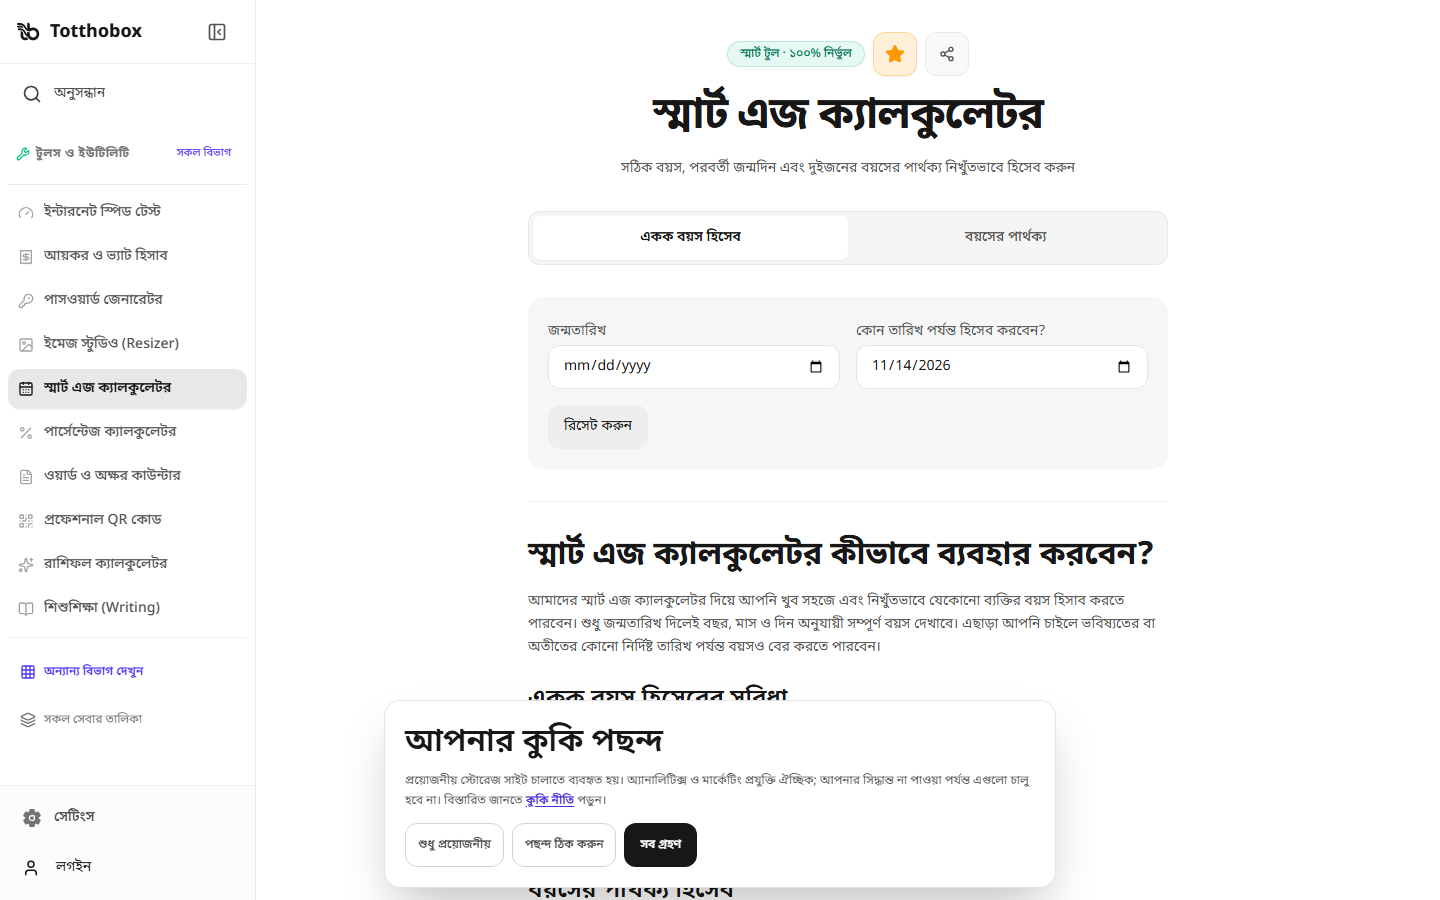 Totthobox
অনুসন্ধান
টুলস ও ইউটিলিটি
সকল বিভাগ
ইন্টারনেট স্পিড টেস্ট
আয়কর ও ভ্যাট হিসাব
পাসওয়ার্ড জেনারেটর
ইমেজ স্টুডিও (Resizer)
স্মার্ট এজ ক্যালকুলেটর
পার্সেন্টেজ ক্যালকুলেটর
ওয়ার্ড ও অক্ষর কাউন্টার
প্রফেশনাল QR কোড
রাশিফল ক্যালকুলেটর
শিশুশিক্ষা (Writing)
অন্যান্য বিভাগ দেখুন
সকল সেবার তালিকা
সেটিংস
লগইন
স্মার্ট টুল · ১০০% নির্ভুল
স্মার্ট এজ ক্যালকুলেটর
সঠিক বয়স, পরবর্তী জন্মদিন এবং দুইজনের বয়সের পার্থক্য নিখুঁতভাবে হিসেব করুন
একক বয়স হিসেব
বয়সের পার্থক্য
জন্মতারিখ
কোন তারিখ পর্যন্ত হিসেব করবেন?
mm/dd/yyyy
11/14/2026
রিসেট করুন
স্মার্ট এজ ক্যালকুলেটর কীভাবে ব্যবহার করবেন?
আমাদের স্মার্ট এজ ক্যালকুলেটর দিয়ে আপনি খুব সহজে এবং নিখুঁতভাবে যেকোনো ব্যক্তির বয়স হিসাব করতে
পারবেন। শুধু জন্মতারিখ দিলেই বছর, মাস ও দিন অনুযায়ী সম্পূর্ণ বয়স দেখাবে। এছাড়া আপনি চাইলে ভবিষ্যতের বা
অতীতের কোনো নির্দিষ্ট তারিখ পর্যন্ত বয়সও বের করতে পারবেন।
একক বয়স হিসেবের সুবিধা
আপনার কুকি পছন্দ
প্রয়োজনীয় স্টোরেজ সাইট চালাতে ব্যবহৃত হয়। অ্যানালিটিক্স ও মার্কেটিং প্রযুক্তি ঐচ্ছিক; আপনার সিদ্ধান্ত না পাওয়া পর্যন্ত এগুলো চালু
হবে না। বিস্তারিত জানতে কুকি নীতি পড়ুন।
শুধু প্রয়োজনীয়
পছন্দ ঠিক করুন
সব গ্রহণ
বয়সের পার্থক্য হিসেব